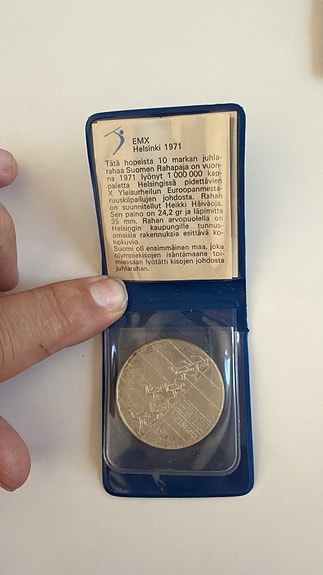 EMX
Helsinki 1971
Tätä hopeista 10 markan juhla-
rahaa Suomen Rahapaja on vuon-
na 1971 lyönyt 1 000 000 kap-
paletta Helsingissä pidettävien
X Yleisurheilun Euroopanmesta-
ruuskilpailujen johdosta. Rahan
on suunnitellut Heikki Häiväoja.
Sen paino on 24,2 gr ja läpimitta
35 mm. Rahan arvopuolella on
Helsingin kaupungille tunnus-
omaisia rakennuksia esittävä ko-
hokuvio.
Suomi oli ensimmäinen maa, joka
olympiakisojen isäntämaana toi-
miessaan lyötätti kisojen johdosta
juhlarahan.